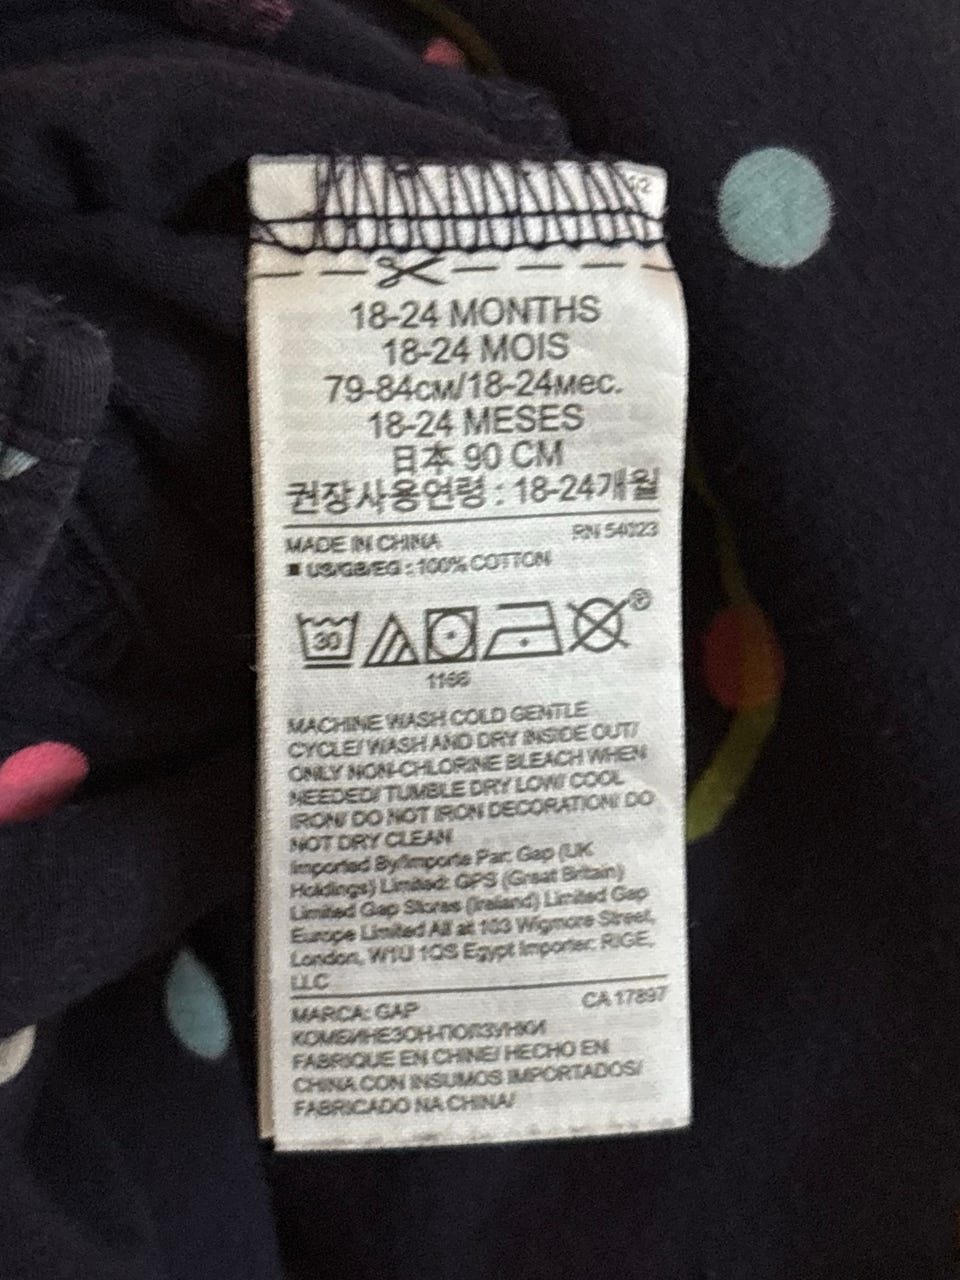 18-24 MONTHS
18-24 MOIS
79-84см/18-24мес.
18-24 MESES
日本 90 CM
권장사용연령 : 18-24개월
MADE IN CHINA RN 54023
■ US/GB/EG : 100% COTTON
30
P
1166
MACHINE WASH COLD GENTLE
CYCLE/ WASH AND DRY INSIDE OUT/
ONLY NON-CHLORINE BLEACH WHEN
NEEDED/ TUMBLE DRY LOW/ COOL
IRON/ DO NOT IRON DECORATION/ DO
NOT DRY CLEAN
Imported By/Importe Par: Gap (UK
Holdings) Limited: GPS (Great Britain)
Limited Gap Stores (Ireland) Limited Gap
Europe Limited All at 103 Wigmore Street,
London, W1U 1QS Egypt Importer: RIGE,
LLC
MARCA: GAP CA 17897
КОМБИНЕЗОН-ПОЛЗУНКИ
FABRIQUE EN CHINE/ HECHO EN
CHINA CON INSUMOS IMPORTADOS/
FABRICADO NA CHINA/